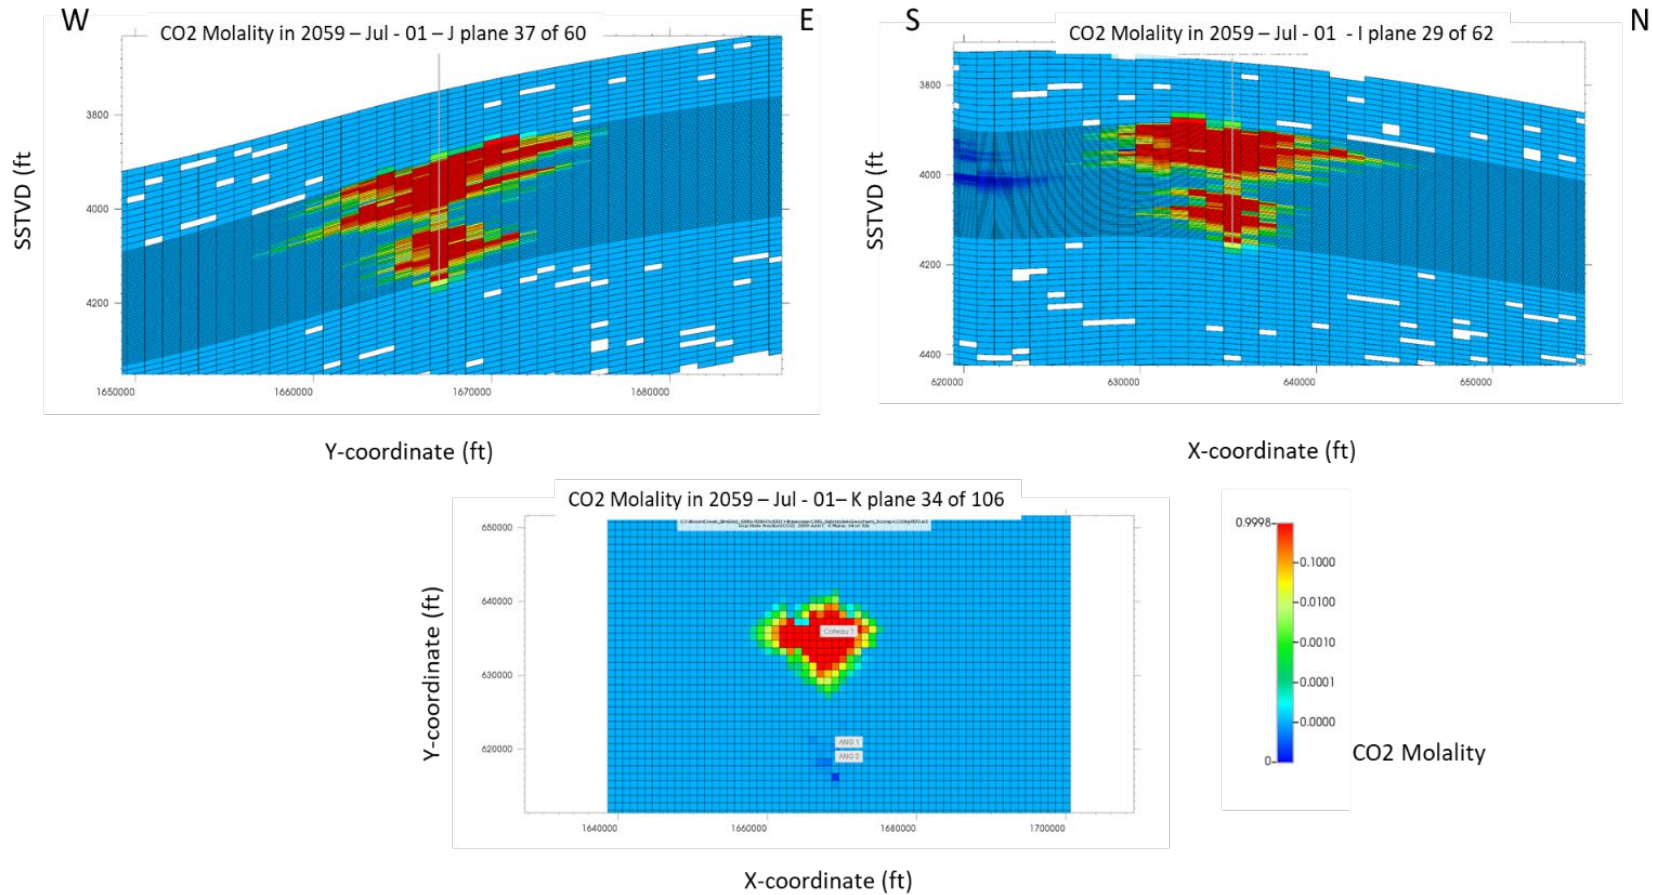 W
E
CO2 Molality in 2059 – Jul - 01 – J plane 37 of 60
SSTVD (ft
3800
4000
4200
1650000
1660000
1670000
1680000
Y-coordinate (ft)
S
N
CO2 Molality in 2059 – Jul - 01  - I plane 29 of 62
SSTVD (ft
3800
4000
4200
4400
620000
630000
640000
650000
X-coordinate (ft)
CO2 Molality in 2059 – Jul - 01– K plane 34 of 106
Y-coordinate (ft)
650000
640000
630000
620000
Coteau 1
ANG 1
ANG 2
1640000
1660000
1680000
1700000
X-coordinate (ft)
0.9998
0.1000
0.0100
0.0010
0.0001
0.0000
0
CO2 Molality